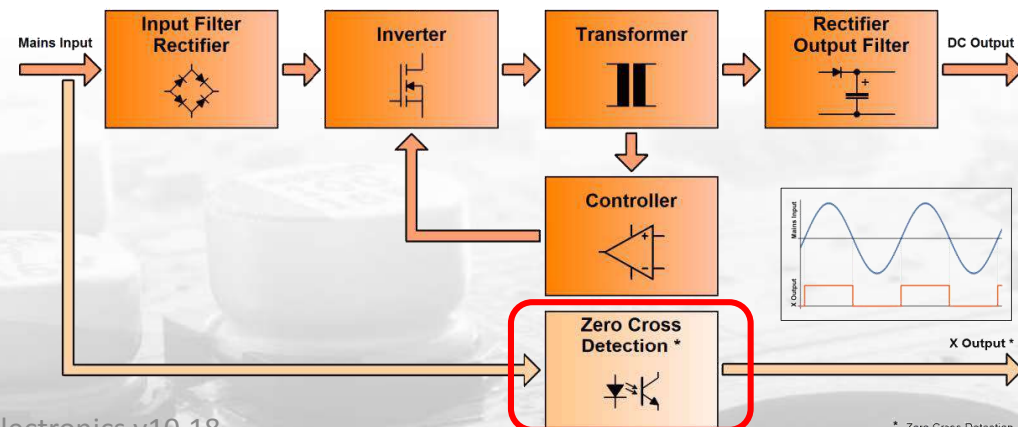 Mains Input
Input Filter
Rectifier
Inverter
Transformer
Rectifier
Output Filter
DC Output
+
Controller
+
-
Mains Input
X Output
Zero Cross
Detection *
X Output *
lectronics v10.18
* Zero Cross Detection